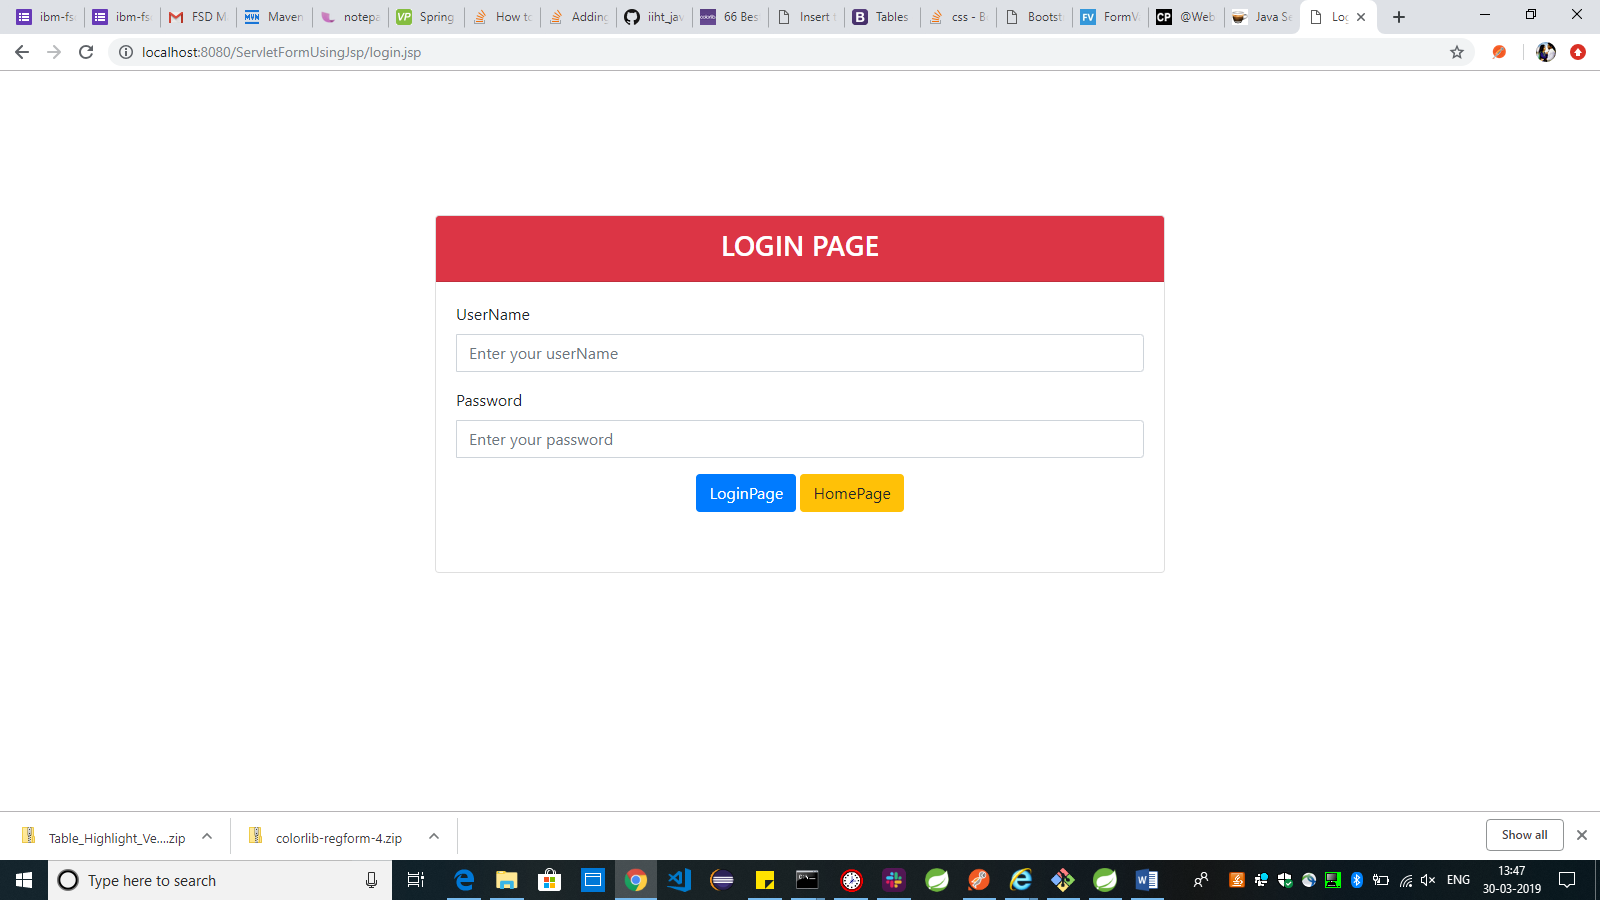 ibm-fs
ibm-fs
FSD M
Maven
notepa
Spring
How to
Adding
iiht_jav
66 Bes
Insert t
Tables
css - B
Bootst
FormV
@Web
Java Se
Log
localhost:8080/ServletFormUsingJsp/login.jsp
LOGIN PAGE
UserName
Enter your userName
Password
Enter your password
LoginPage HomePage
Table_Highlight_Ve....zip
colorlib-regform-4.zip
Show all
Type here to search
ENG
13:47
30-03-2019